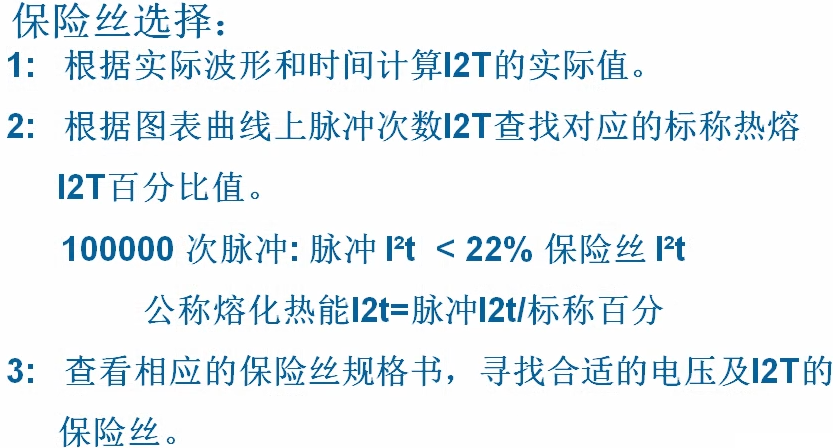 保险丝选择：
1: 根据实际波形和时间计算I2T的实际值。
2: 根据图表曲线上脉冲次数I2T查找对应的标称热熔
I2T百分比值。
100000 次脉冲: 脉冲 I²t < 22% 保险丝 I²t
公称熔化热能I2t=脉冲I2t/标称百分
3: 查看相应的保险丝规格书，寻找合适的电压及I2T的
保险丝。